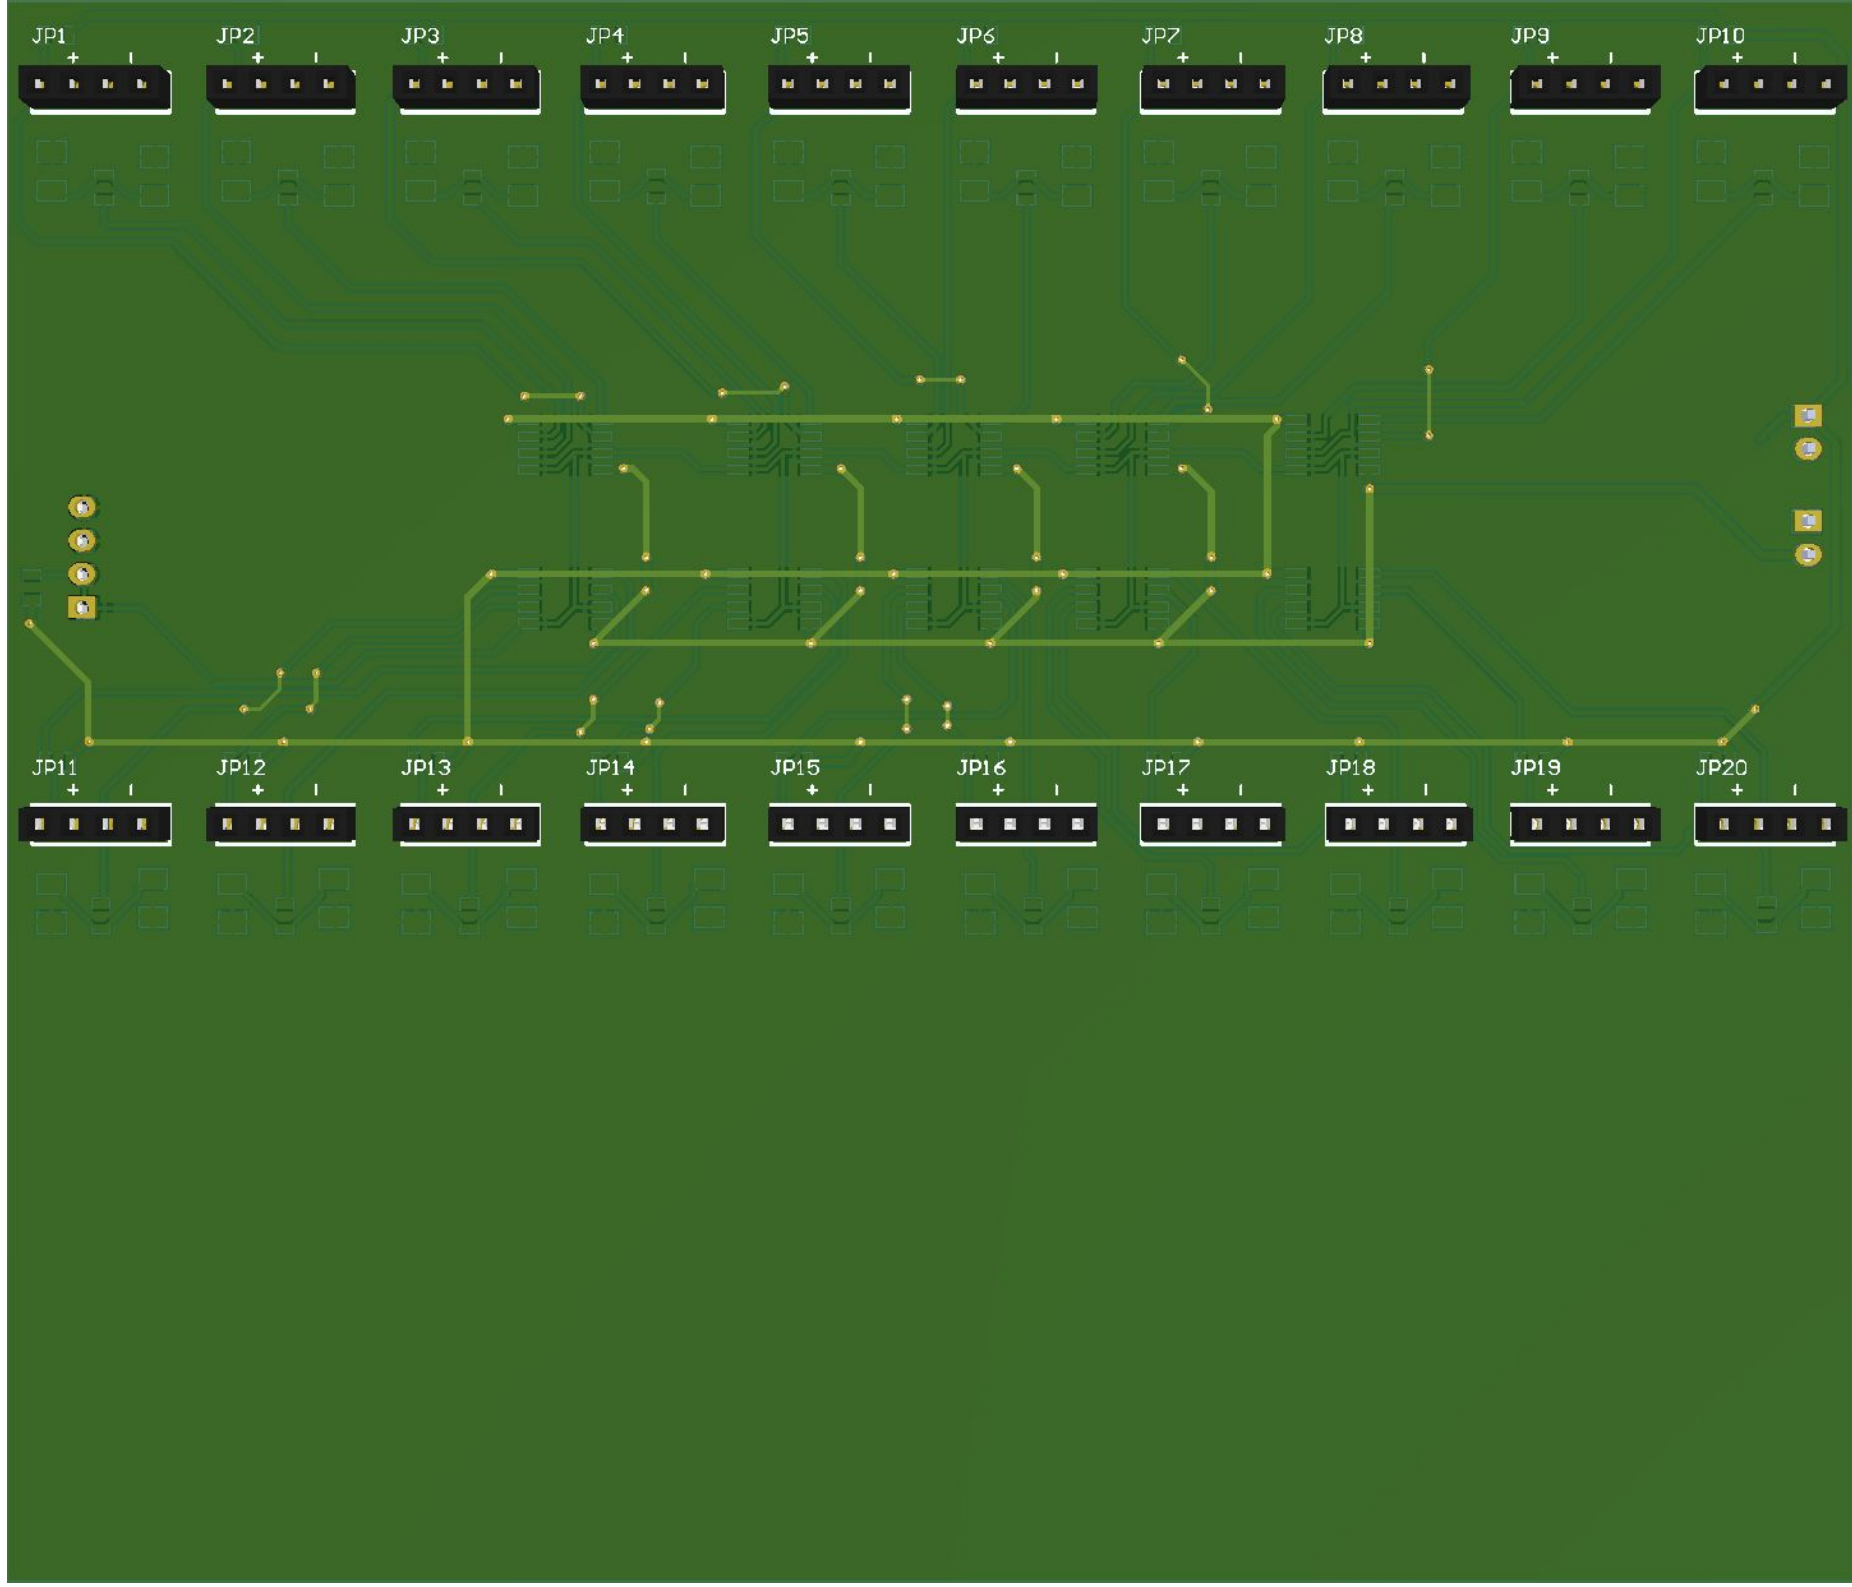 JP1 JP2 JP3 JP4 JP5 JP6 JP7 JP8 JP9 JP10
+ - + - + - + - + - + - + - + - + - + -
JP11 JP12 JP13 JP14 JP15 JP16 JP17 JP18 JP19 JP20
+ - + - + - + - + - + - + - + - + - + -